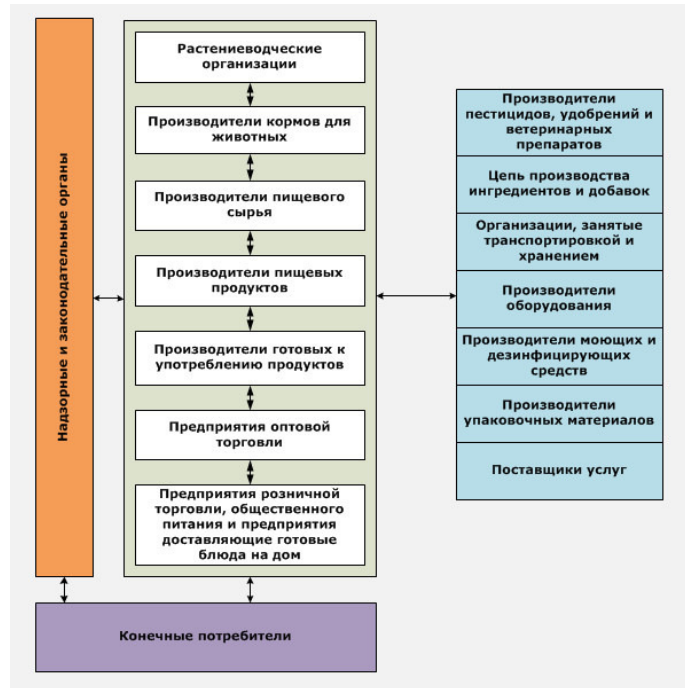 Надзорные и законодательные органы
Растениеводческие
организации
Производители кормов для
животных
Производители пищевого
сырья
Производители пищевых
продуктов
Производители готовых к
употреблению продуктов
Предприятия оптовой
торговли
Предприятия розничной
торговли, общественного
питания и предприятия
доставляющие готовые
блюда на дом
Производители
пестицидов, удобрений и
ветеринарных
препаратов
Цепь производства
ингредиентов и добавок
Организации, занятые
транспортировкой и
хранением
Производители
оборудования
Производители моющих и
дезинфицирующих
средств
Производители
упаковочных материалов
Поставщики услуг
Конечные потребители